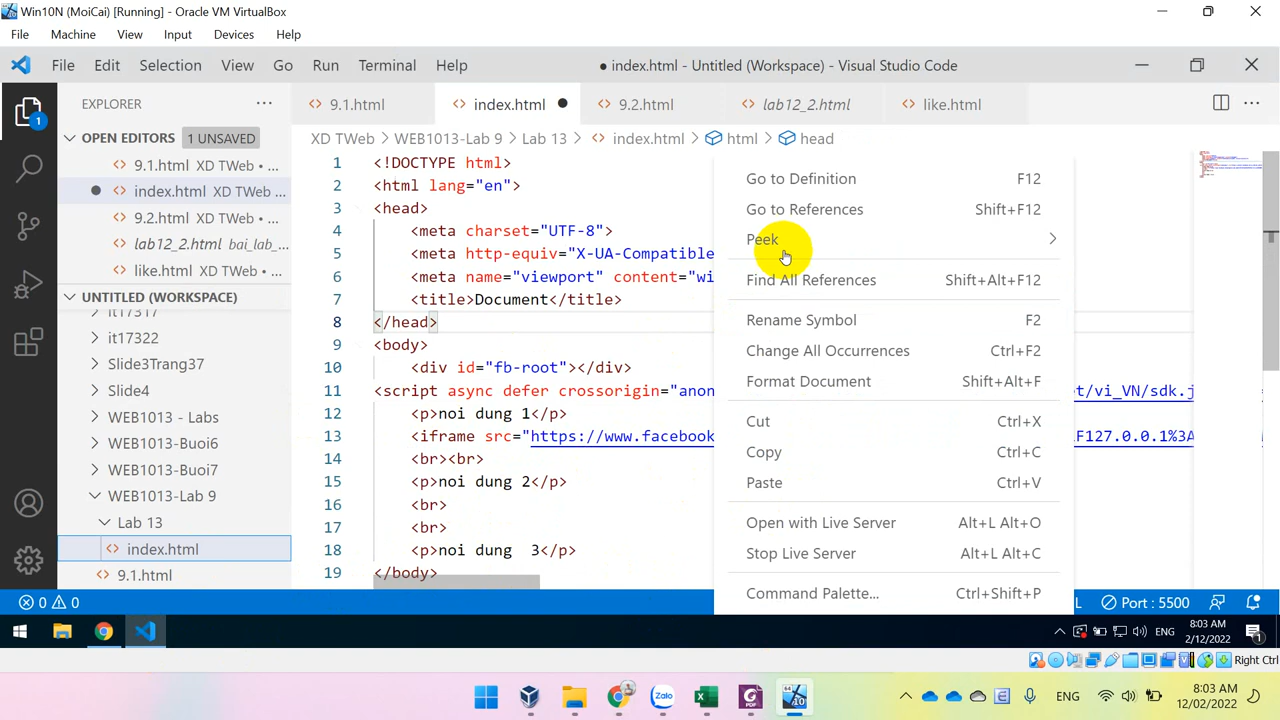 Win10N (MoiCai) [Running] - Oracle VM VirtualBox
File Machine View Input Devices Help
File Edit Selection View Go Run Terminal Help
● index.html - Untitled (Workspace) - Visual Studio Code
EXPLORER ...
9.1.html index.html ● 9.2.html lab12_2.html like.html
OPEN EDITORS 1 UNSAVED
9.1.html XD TWeb • ...
index.html XD TWeb ...
9.2.html XD TWeb • ...
lab12_2.html bai_lab_...
like.html XD TWeb • ...
UNTITLED (WORKSPACE)
it17317
it17322
Slide3Trang37
Slide4
WEB1013 - Labs
WEB1013-Buoi6
WEB1013-Buoi7
WEB1013-Lab 9
Lab 13
index.html
9.1.html
XD TWeb > WEB1013-Lab 9 > Lab 13 > index.html > html > head
1 <!DOCTYPE html>
2 <html lang="en">
3 <head>
4 <meta charset="UTF-8">
5 <meta http-equiv="X-UA-Compatible
6 <meta name="viewport" content="wi
7 <title>Document</title>
8 </head>
9 <body>
10 <div id="fb-root"></div>
11 <script async defer crossorigin="anon et/vi_VN/sdk.j
12 <p>noi dung 1</p>
13 <iframe src="https://www.facebook F127.0.0.1%3A
14 <br><br>
15 <p>noi dung 2</p>
16 <br>
17 <br>
18 <p>noi dung  3</p>
19 </body>
Go to Definition F12
Go to References Shift+F12
Peek >
Find All References Shift+Alt+F12
Rename Symbol F2
Change All Occurrences Ctrl+F2
Format Document Shift+Alt+F
Cut Ctrl+X
Copy Ctrl+C
Paste Ctrl+V
Open with Live Server Alt+L Alt+O
Stop Live Server Alt+L Alt+C
Command Palette... Ctrl+Shift+P
0 0
L Port : 5500
ENG 8:03 AM
2/12/2022
Right Ctrl
ENG 8:03 AM
12/02/2022